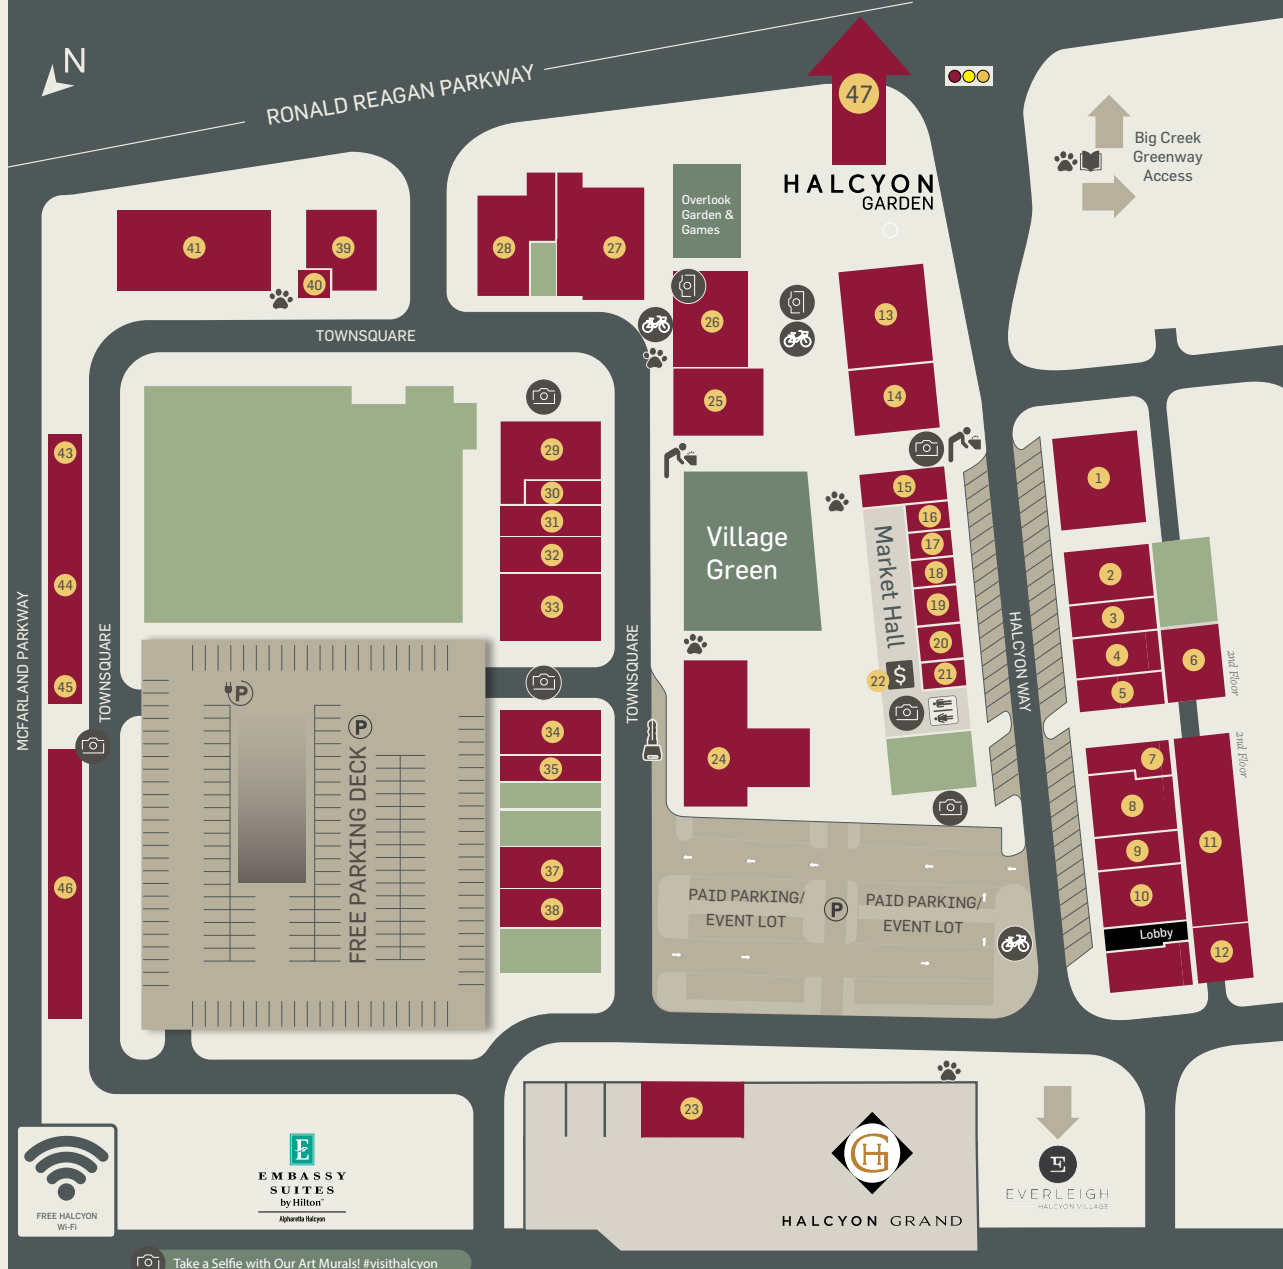 N
RONALD REAGAN PARKWAY
47
HALCYON
GARDEN
Big Creek
Greenway
Access
Overlook
Garden &
Games
41
39
40
28
27
26
25
13
14
TOWNSQUARE
43
44
45
46
29
30
31
32
33
MCFARLAND PARKWAY
TOWNSQUARE
TOWNSQUARE
Village
Green
15
16
17
18
19
20
21
22
$
Market Hall
HALCYON WAY
1
2
3
4
5
6
2nd Floor
2nd Floor
7
8
9
10
11
12
Lobby
P
P
FREE PARKING DECK
34
35
37
38
24
PAID PARKING/
EVENT LOT
P
PAID PARKING/
EVENT LOT
23
GH
HALCYON GRAND
E
EVERLEIGH
HALCYON VILLAGE
E
EMBASSY
SUITES
by Hilton™
Alpharetta Halcyon
FREE HALCYON
Wi-Fi
Take a Selfie with Our Art Murals! #visithalcyon